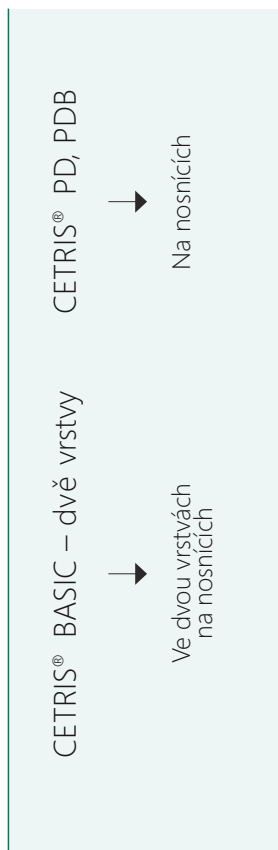 CETRIS® BASIC – dvě vrstvy
Ve dvou vrstvách
na nosnících
CETRIS® PD, PDB
Na nosnících